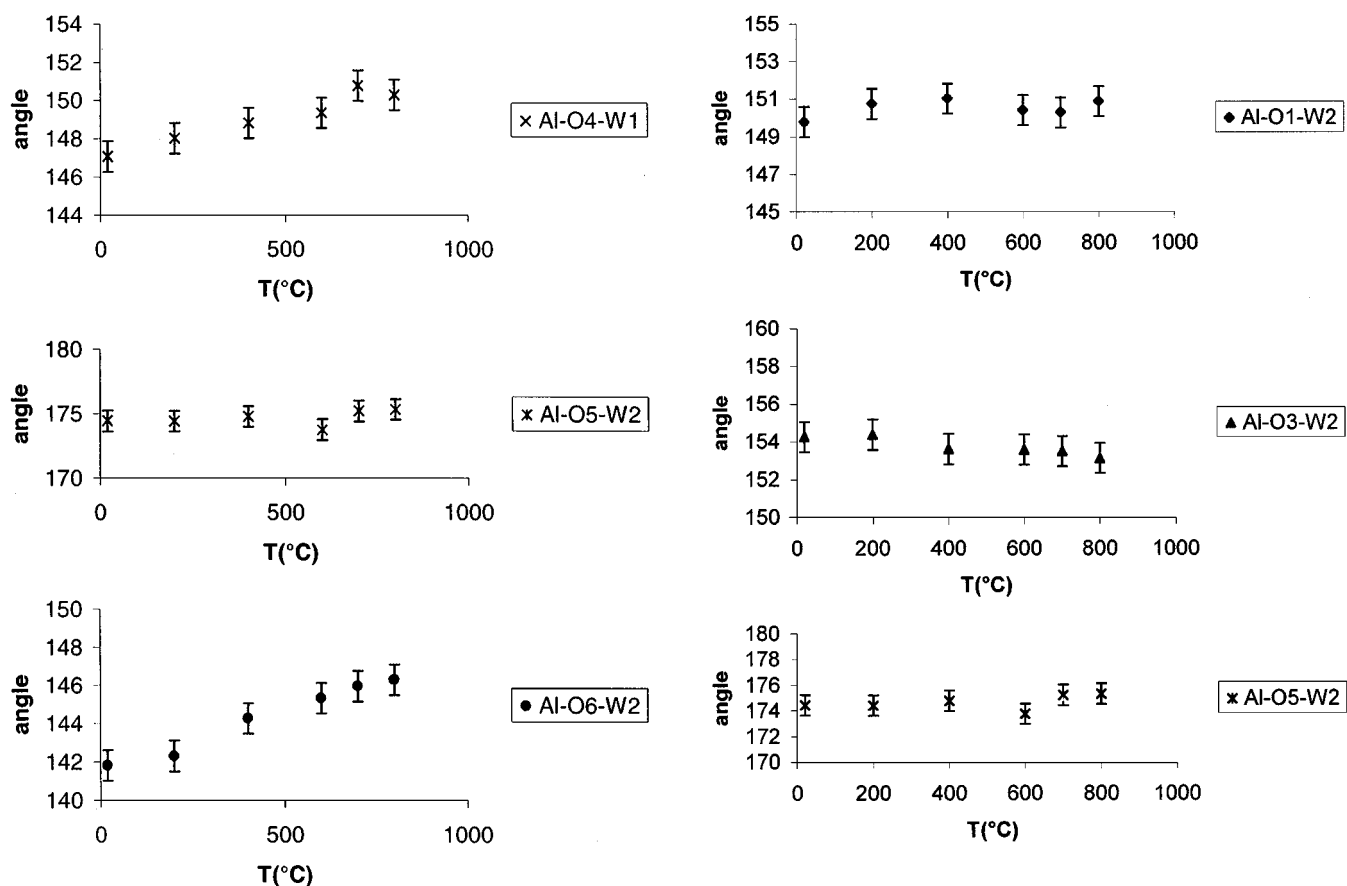 154
152
150
148
146
144
angle
0 500 1000
T(°C)
Al-O4-W1
180
175
170
angle
0 500 1000
T(°C)
Al-O5-W2
150
148
146
144
142
140
angle
0 500 1000
T(°C)
Al-O6-W2
155
153
151
149
147
145
angle
0 200 400 600 800 1000
T(°C)
Al-O1-W2
160
158
156
154
152
150
angle
0 200 400 600 800 1000
T(°C)
Al-O3-W2
180
178
176
174
172
170
angle
0 200 400 600 800 1000
T(°C)
Al-O5-W2